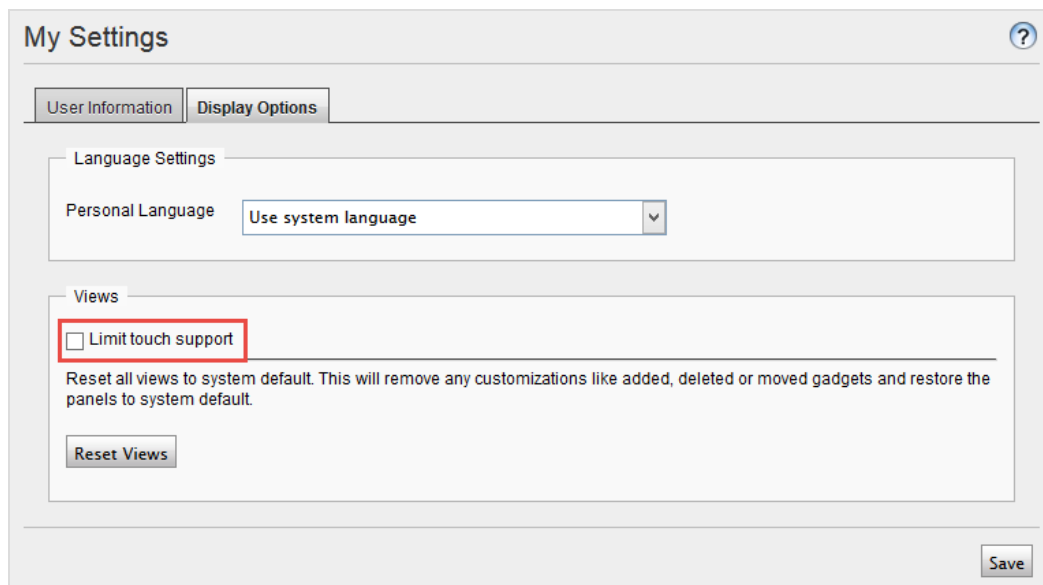 My Settings
?
User Information
Display Options
Language Settings
Personal Language
Use system language
Views
Limit touch support
Reset all views to system default. This will remove any customizations like added, deleted or moved gadgets and restore the
panels to system default.
Reset Views
Save